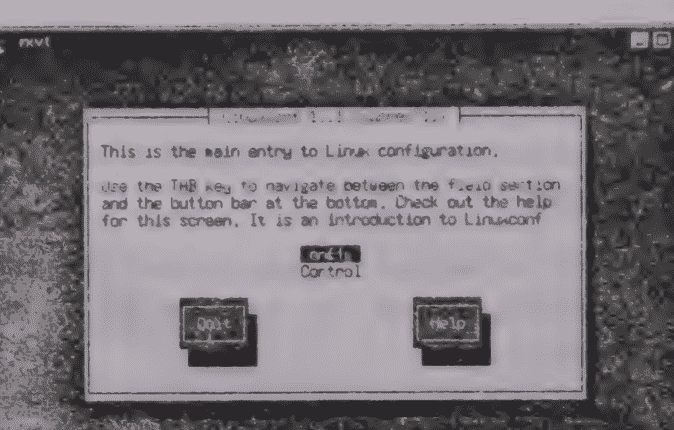 rxvt
This is the main entry to Linux configuration.
Use the TAB key to navigate between the field section
and the button bar at the bottom. Check out the help
for this screen. It is an introduction to Linuxconf
Control
Quit Help